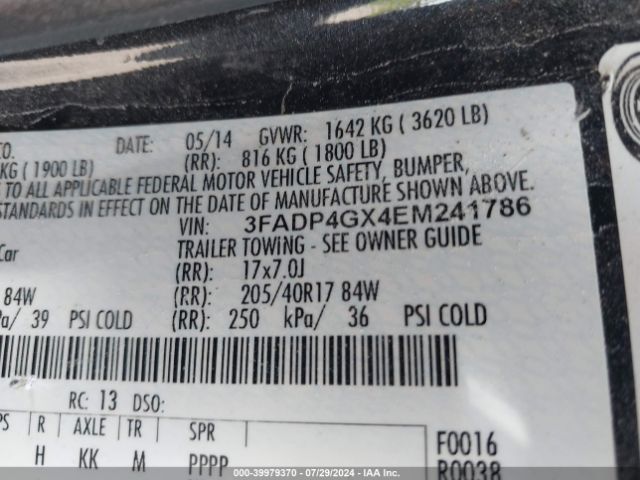 CO. DATE: 05/14 GVWR: 1642 KG ( 3620 LB)
KG ( 1900 LB) (RR): 816 KG ( 1800 LB)
TO ALL APPLICABLE FEDERAL MOTOR VEHICLE SAFETY, BUMPER,
STANDARDS IN EFFECT ON THE DATE OF MANUFACTURE SHOWN ABOVE.
VIN: 3FADP4GX4EM241786
Car TRAILER TOWING - SEE OWNER GUIDE
(RR): 17x7.0J
84W (RR): 205/40R17 84W
/ 39 PSI COLD (RR): 250 kPa/ 36 PSI COLD
RC: 13 DSO:
R AXLE TR SPR F0016
H KK M PPPP R0038
000-39979370 | 07/29/2024 - IAA Inc.